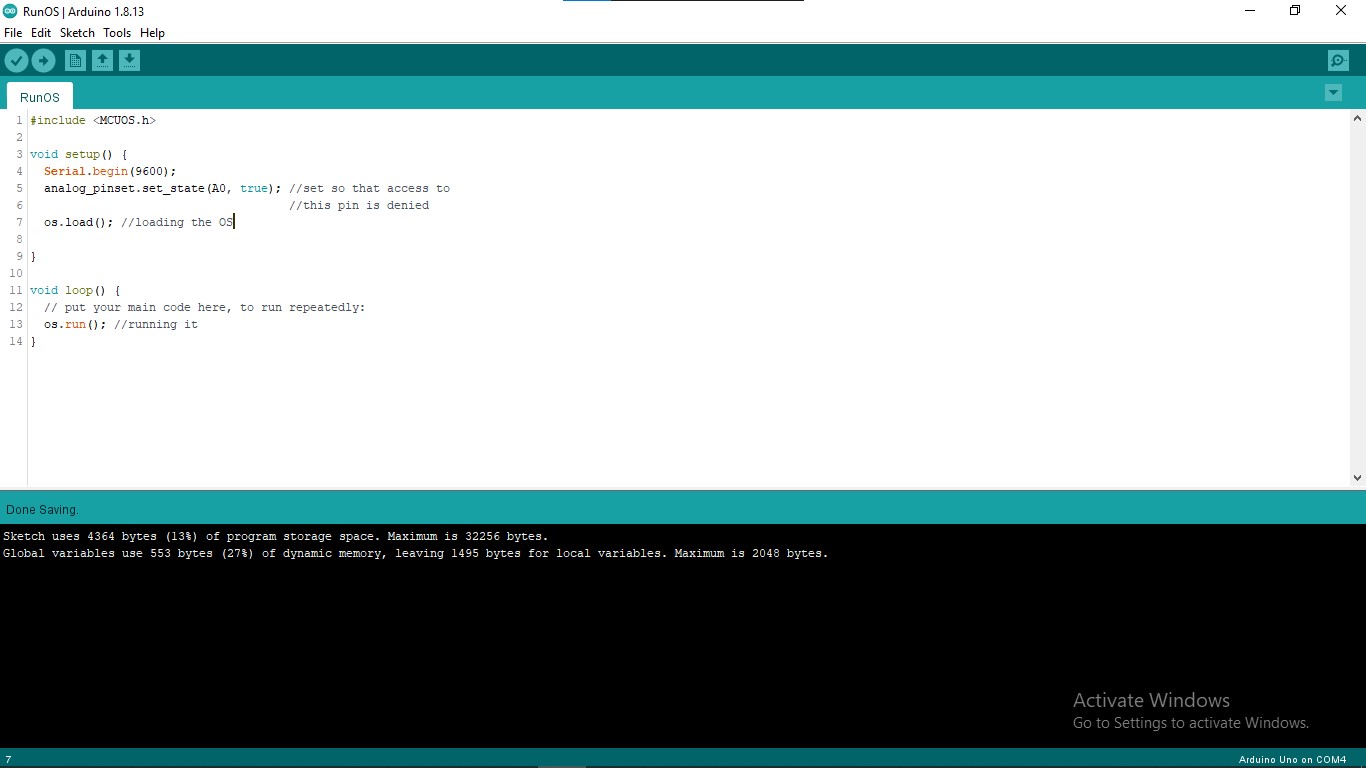 RunOS | Arduino 1.8.13
File Edit Sketch Tools Help
RunOS
1 #include <MCUOS.h>
2
3 void setup() {
4   Serial.begin(9600);
5   analog_pinset.set_state(A0, true); //set so that access to
6                                      //this pin is denied
7   os.load(); //loading the OS
8
9 }
10
11 void loop() {
12   // put your main code here, to run repeatedly:
13   os.run(); //running it
14 }
Done Saving.
Sketch uses 4364 bytes (13%) of program storage space. Maximum is 32256 bytes.
Global variables use 553 bytes (27%) of dynamic memory, leaving 1495 bytes for local variables. Maximum is 2048 bytes.
Activate Windows
Go to Settings to activate Windows.
7 Arduino Uno on COM4